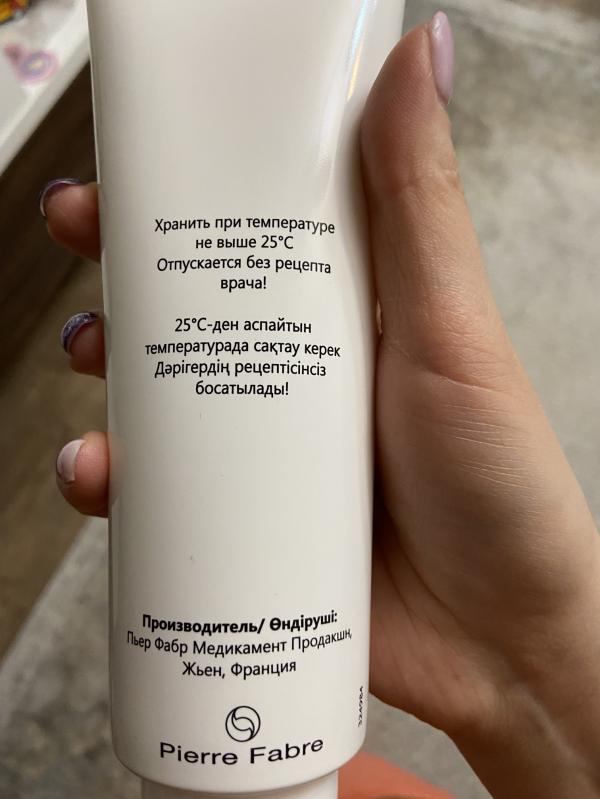 Хранить при температуре
не выше 25°C
Отпускается без рецепта
врача!
25°C-ден аспайтын
температурада сақтау керек
Дәрігердің рецептісінсіз
босатылады!
Производитель/ Өндіруші:
Пьер Фабр Медикамент Продакшн,
Жьен, Франция
Pierre Fabre
324984